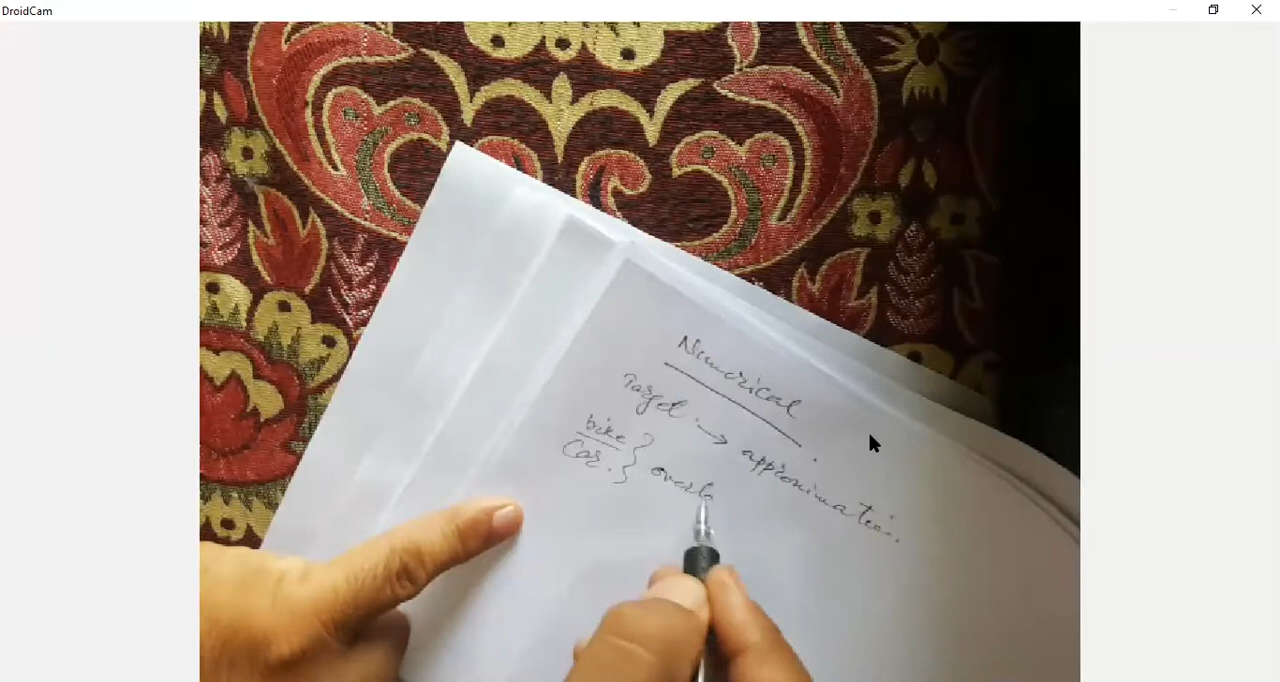 DroidCam
Numerical
Target → approximation.
bike
Car. } overlo